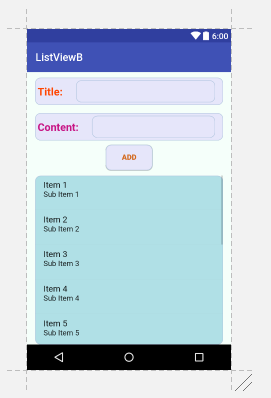 6:00
ListViewB
Title:
Content:
ADD
Item 1
Sub Item 1
Item 2
Sub Item 2
Item 3
Sub Item 3
Item 4
Sub Item 4
Item 5
Sub Item 5